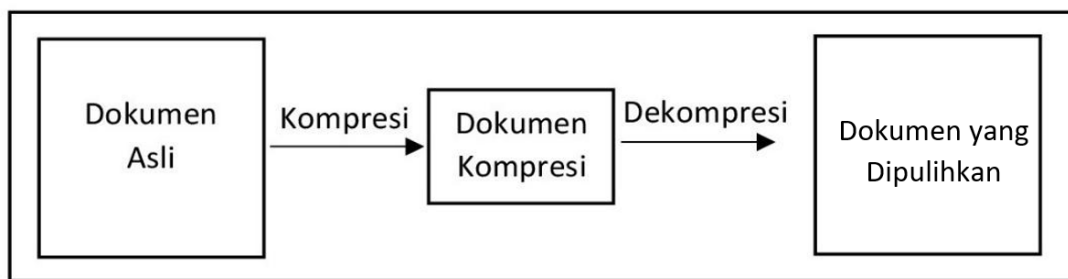 Dokumen
Asli
Kompresi
Dokumen
Kompresi
Dekompresi
Dokumen yang
Dipulihkan